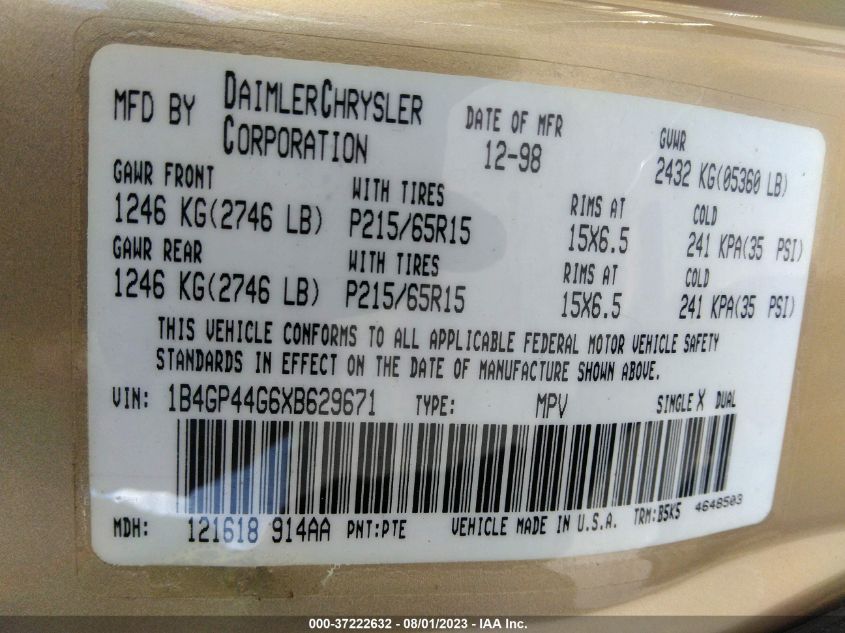 MFD BY DAIMLERCHRYSLER CORPORATION DATE OF MFR 12-98 GVWR 2432 KG(05360 LB)
GAWR FRONT WITH TIRES RIMS AT COLD
1246 KG(2746 LB) P215/65R15 15X6.5 241 KPA(35 PSI)
GAWR REAR WITH TIRES RIMS AT COLD
1246 KG(2746 LB) P215/65R15 15X6.5 241 KPA(35 PSI)
THIS VEHICLE CONFORMS TO ALL APPLICABLE FEDERAL MOTOR VEHICLE SAFETY
STANDARDS IN EFFECT ON THE DATE OF MANUFACTURE SHOWN ABOVE.
VIN: 1B4GP44G6XB629671 TYPE: MPV SINGLE X DUAL
MDH: 121618 914AA PNT:PTE VEHICLE MADE IN U.S.A. TRM:B5K5 4648503
000-37222632 - 08/01/2023 - IAA Inc.